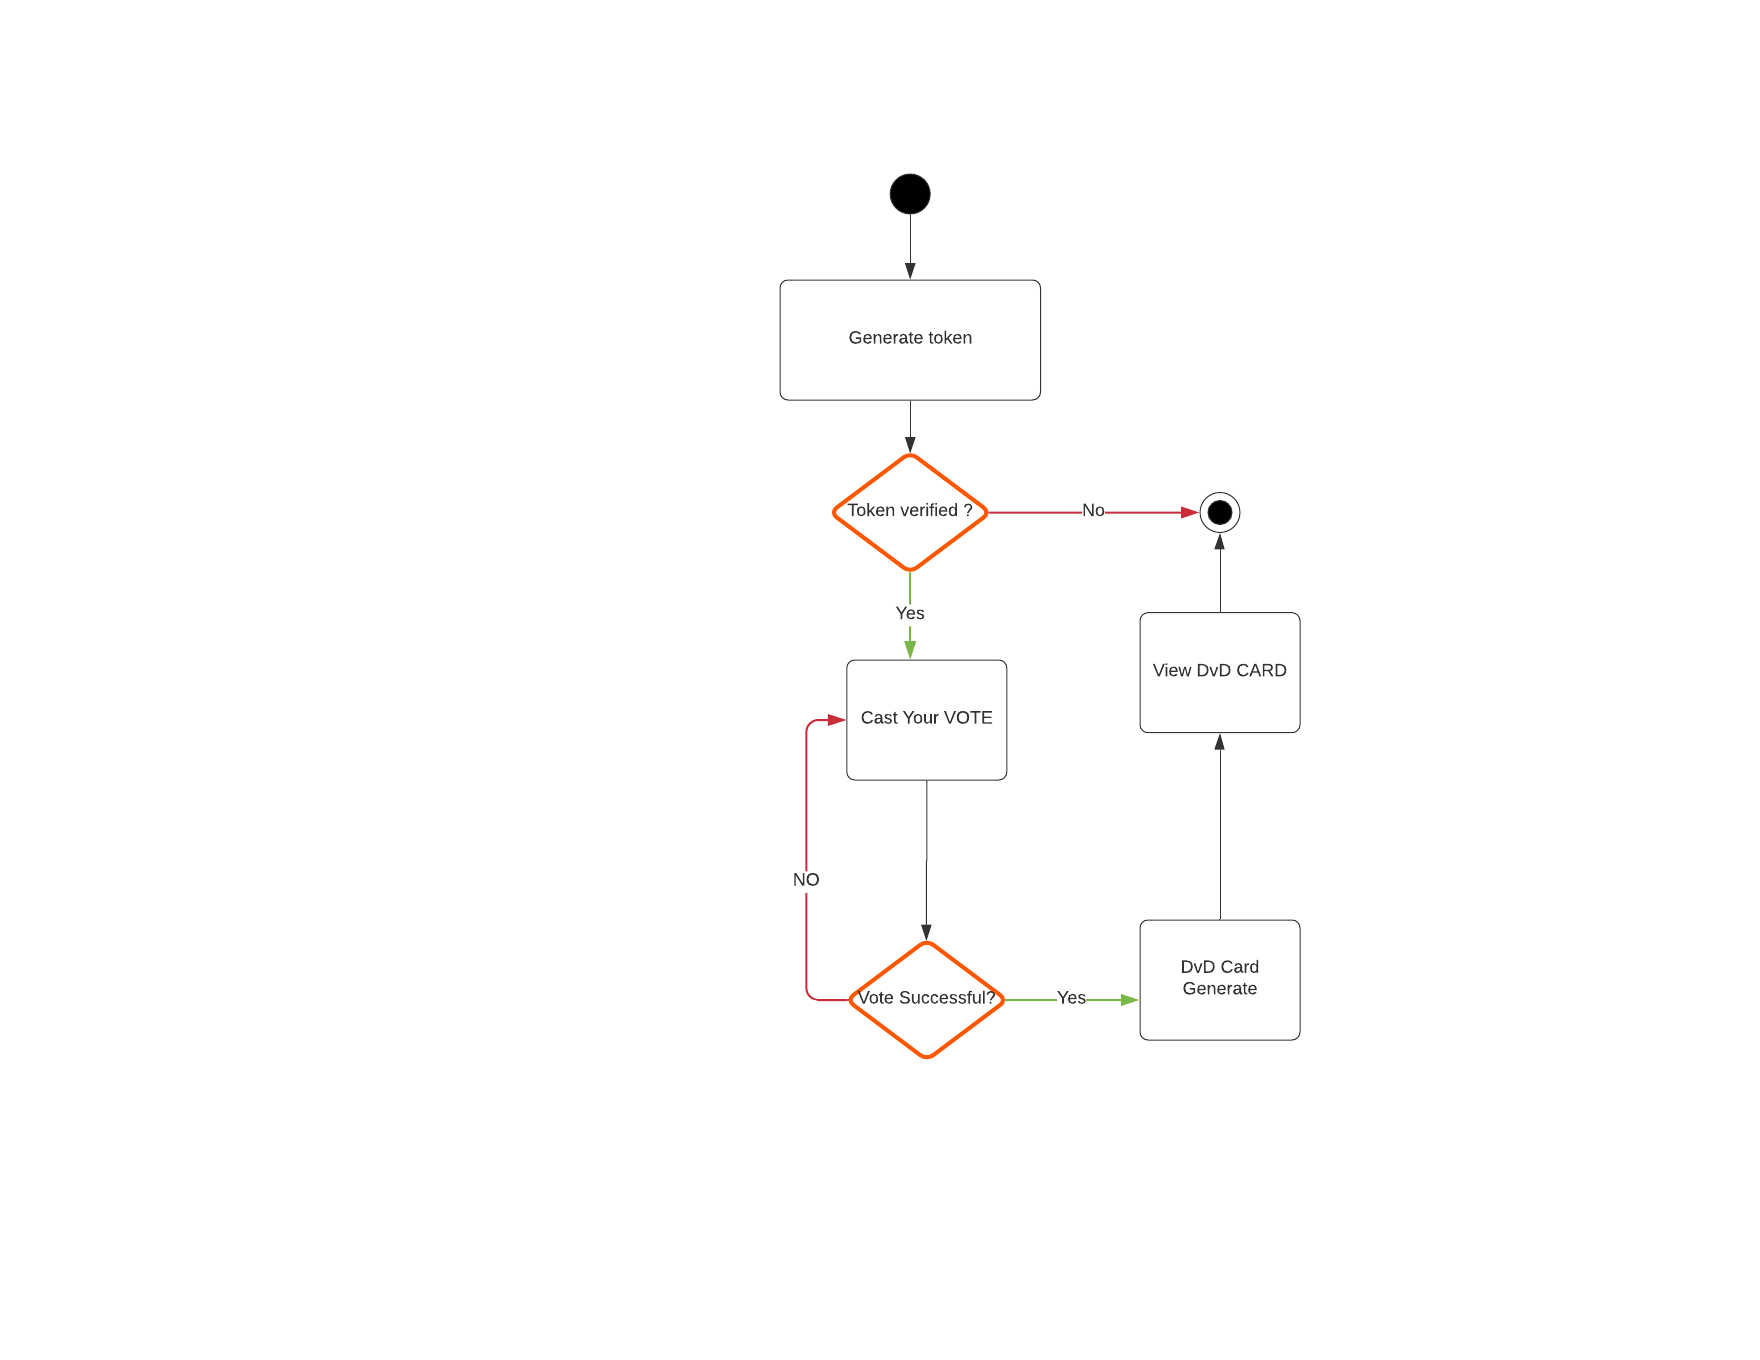 Generate token
Token verified ?
No
Yes
Cast Your VOTE
View DvD CARD
NO
Vote Successful?
Yes
DvD Card
Generate